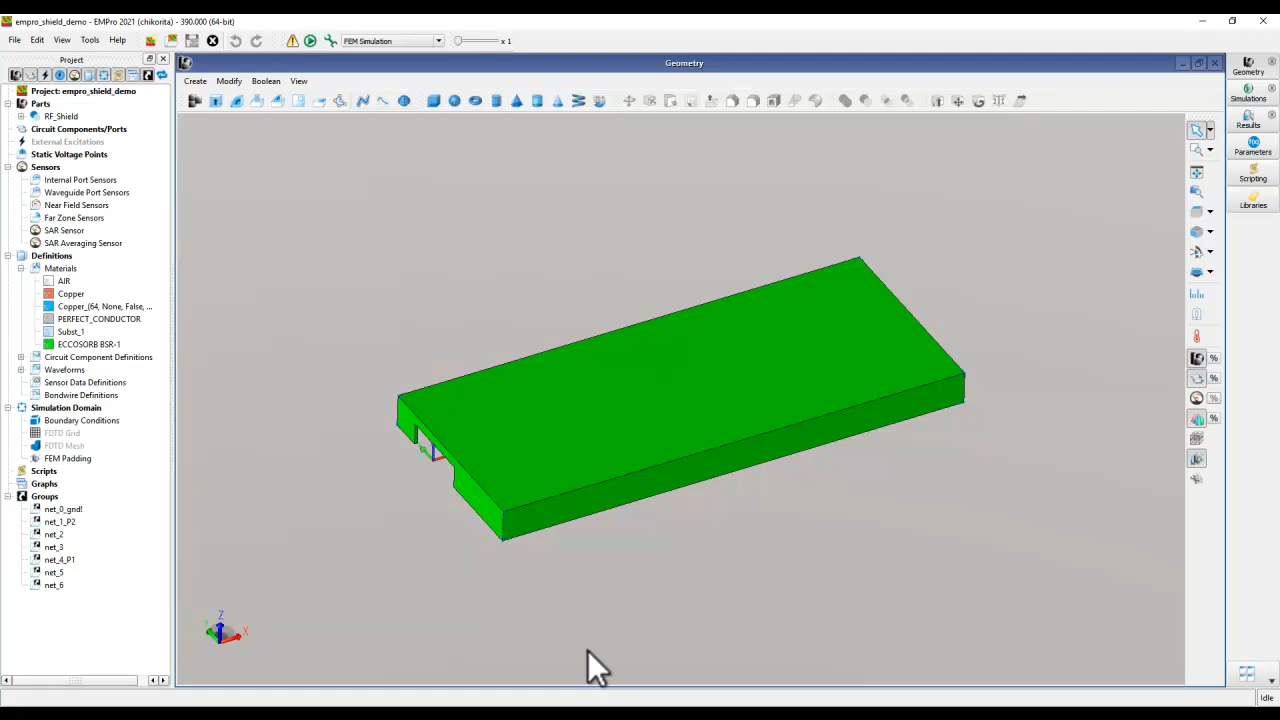 empro_shield_demo - EMPro 2021 (chikorita) - 390.000 (64-bit)
File Edit View Tools Help
FEM Simulation
x 1
Project
Geometry
Project: empro_shield_demo
Parts
RF_Shield
Circuit Components/Ports
External Excitations
Static Voltage Points
Sensors
Internal Port Sensors
Waveguide Port Sensors
Near Field Sensors
Far Zone Sensors
SAR Sensor
SAR Averaging Sensor
Definitions
Materials
AIR
Copper
Copper_(64, None, False, ...
PERFECT_CONDUCTOR
Subst_1
ECCOSORB BSR-1
Circuit Component Definitions
Waveforms
Sensor Data Definitions
Bondwire Definitions
Simulation Domain
Boundary Conditions
FDTD Grid
FDTD Mesh
FEM Padding
Scripts
Graphs
Groups
net_0_gnd!
net_1_P2
net_2
net_3
net_4_P1
net_5
net_6
Create Modify Boolean View
Z
Y
X
%
%
%
%
Geometry
Simulations
Results
f(x)
Parameters
Scripting
Libraries
Idle